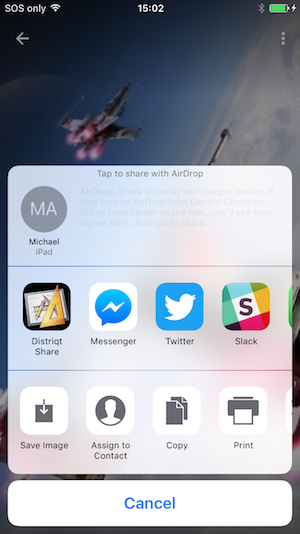 SOS only
15:02
Tap to share with AirDrop
MA
AirDrop. Share instantly with people nearby. If
they turn on AirDrop from Control Center on
iOS or from Finder on the Mac, you'll see their
names here. Just tap to share.
Michael
iPad
Distriqt
Share
Messenger
Twitter
Slack
Save Image
Assign to
Contact
Copy
Print
Cancel